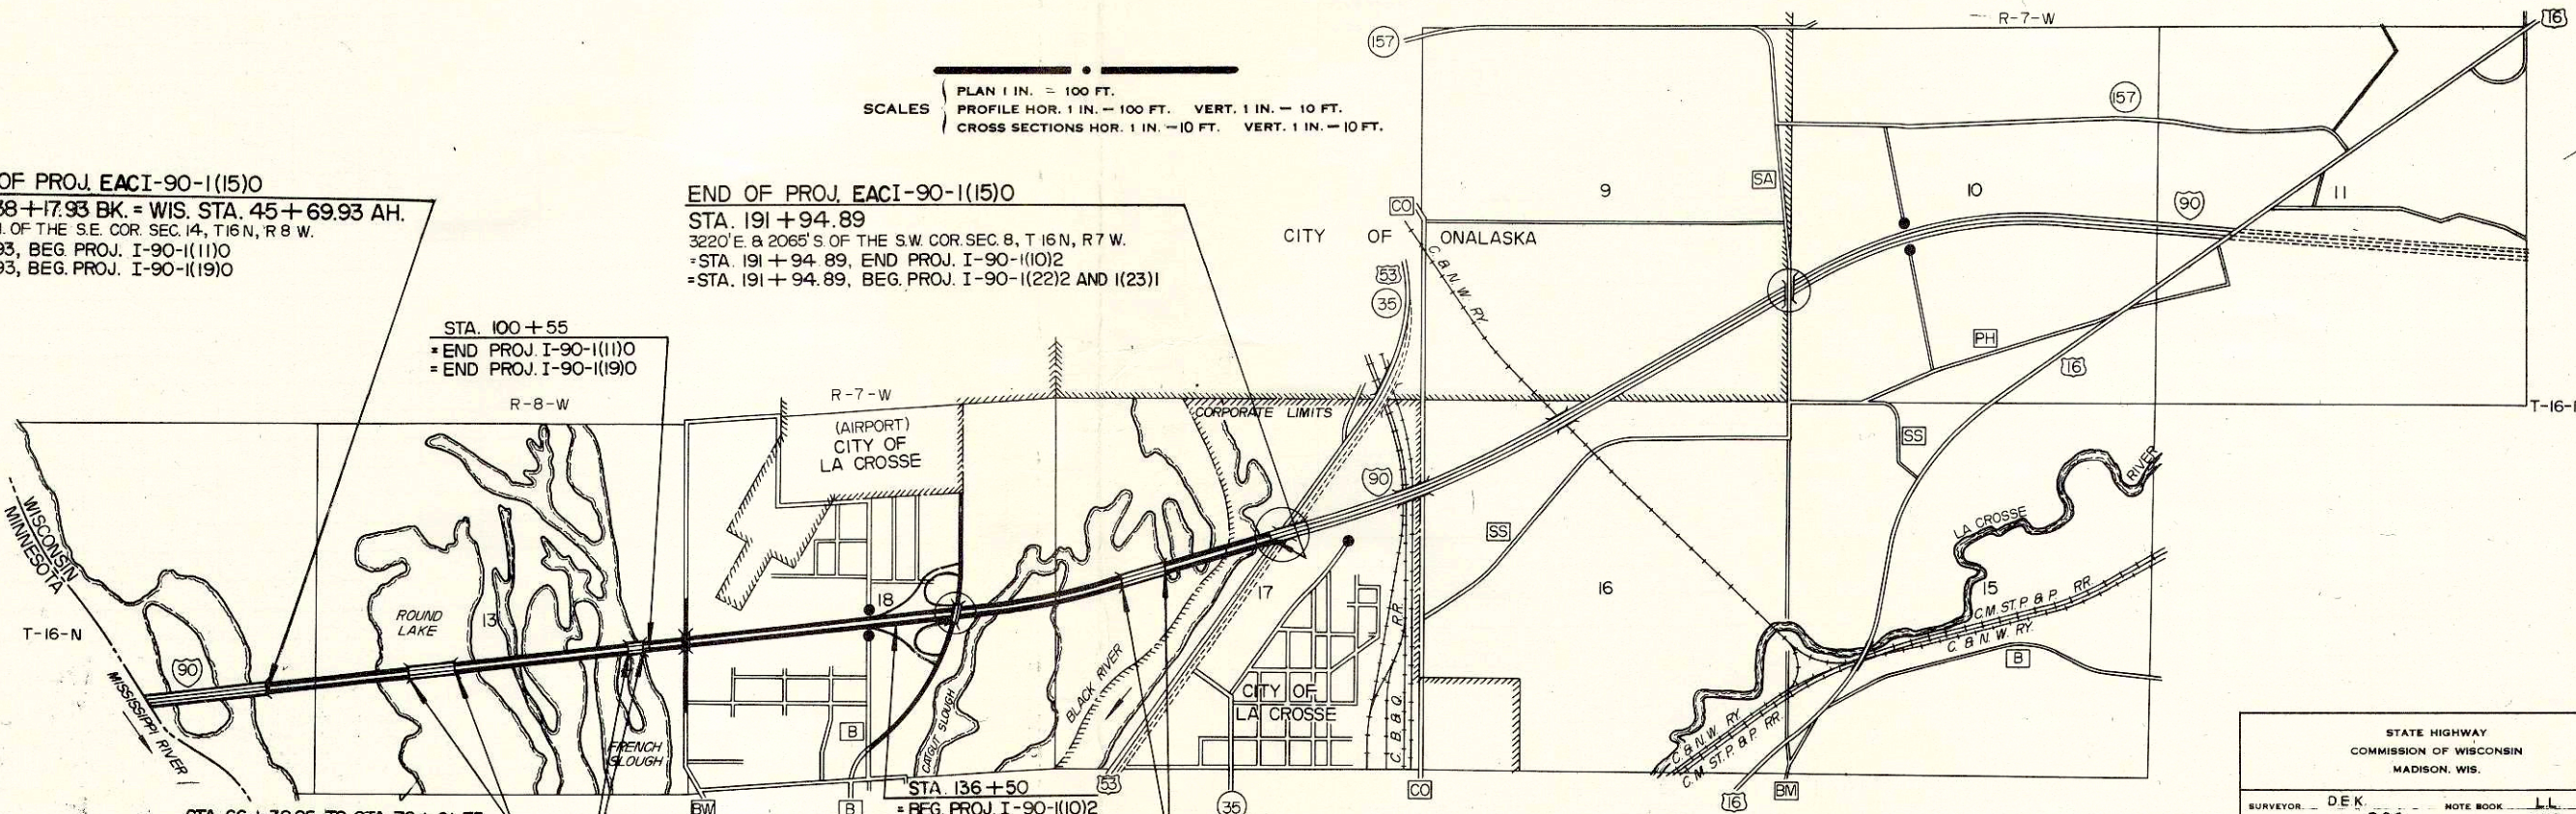 R-7-W
16
157
PLAN 1 IN. = 100 FT.
SCALES
PROFILE HOR. 1 IN. — 100 FT. VERT. 1 IN. — 10 FT.
CROSS SECTIONS HOR. 1 IN. — 10 FT. VERT. 1 IN. — 10 FT.
157
OF PROJ. EACI-90-1(15)0
38+17.93 BK. = WIS. STA. 45+69.93 AH.
OF THE S.E. COR. SEC. 14, T16N, R 8 W.
93, BEG. PROJ. I-90-1(11)0
93, BEG. PROJ. I-90-1(19)0
END OF PROJ. EACI-90-1(15)0
STA. 191+94.89
3220'E. & 2065'S. OF THE S.W. COR. SEC. 8, T 16N, R7 W.
=STA. 191+94.89, END PROJ. I-90-1(10)2
=STA. 191+94.89, BEG. PROJ. I-90-1(22)2 AND 1(23)1
SA
9
10
11
CO
90
CITY OF ONALASKA
C. & N. W. RY.
53
35
STA. 100+55
= END PROJ. I-90-1(11)0
= END PROJ. I-90-1(19)0
PH
16
R-8-W
R-7-W
CORPORATE LIMITS
T-16-
(AIRPORT)
CITY OF
LA CROSSE
SS
90
SS
RIVER
LA CROSSE
WISCONSIN
MINNESOTA
ROUND
LAKE
13
18
17
16
15
C. M. ST. P. & P. RR.
C. & N. W. RY.
T-16-N
90
B
MISSISSIPPI RIVER
BLACK RIVER
CITY OF
LA CROSSE
C. B. & Q. RR.
FRENCH
SLOUGH
B
CATGUT SLOUGH
C. & N. W. RY.
C. M. ST. P. & P. RR.
STATE HIGHWAY
COMMISSION OF WISCONSIN
MADISON, WIS.
STA. 136+50
= BEG. PROJ. I-90-1(10)2
53
BW
B
35
CO
16
BM
SURVEYOR D.E.K. NOTE BOOK L.L.